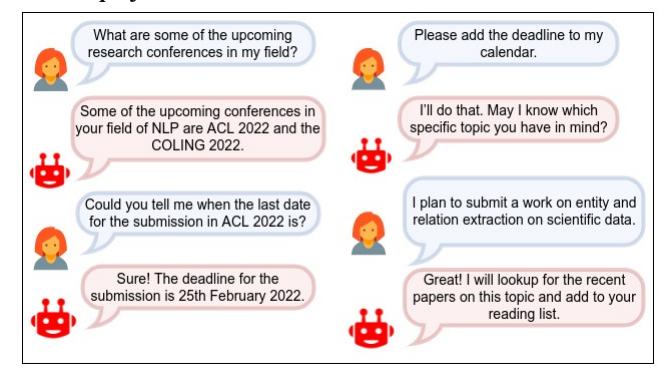 What are some of the upcoming
research conferences in my field?
Some of the upcoming conferences in
your field of NLP are ACL 2022 and the
COLING 2022.
Could you tell me when the last date
for the submission in ACL 2022 is?
Sure! The deadline for the
submission is 25th February 2022.
Please add the deadline to my
calendar.
I'll do that. May I know which
specific topic you have in mind?
I plan to submit a work on entity and
relation extraction on scientific data.
Great! I will lookup for the recent
papers on this topic and add to your
reading list.